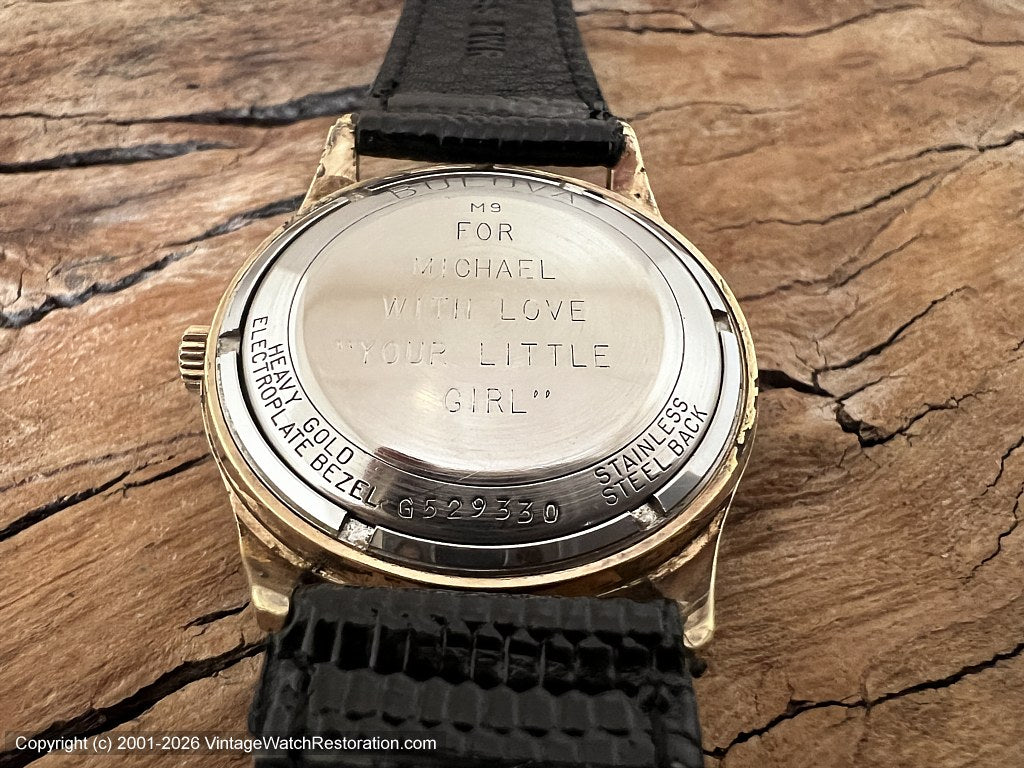 BULOVA
M9
FOR
MICHAEL
WITH LOVE
"YOUR LITTLE
GIRL"
HEAVY GOLD
ELECTROPLATE BEZEL
G529330
STAINLESS
STEEL BACK
Copyright (c) 2001-2026 VintageWatchRestoration.com